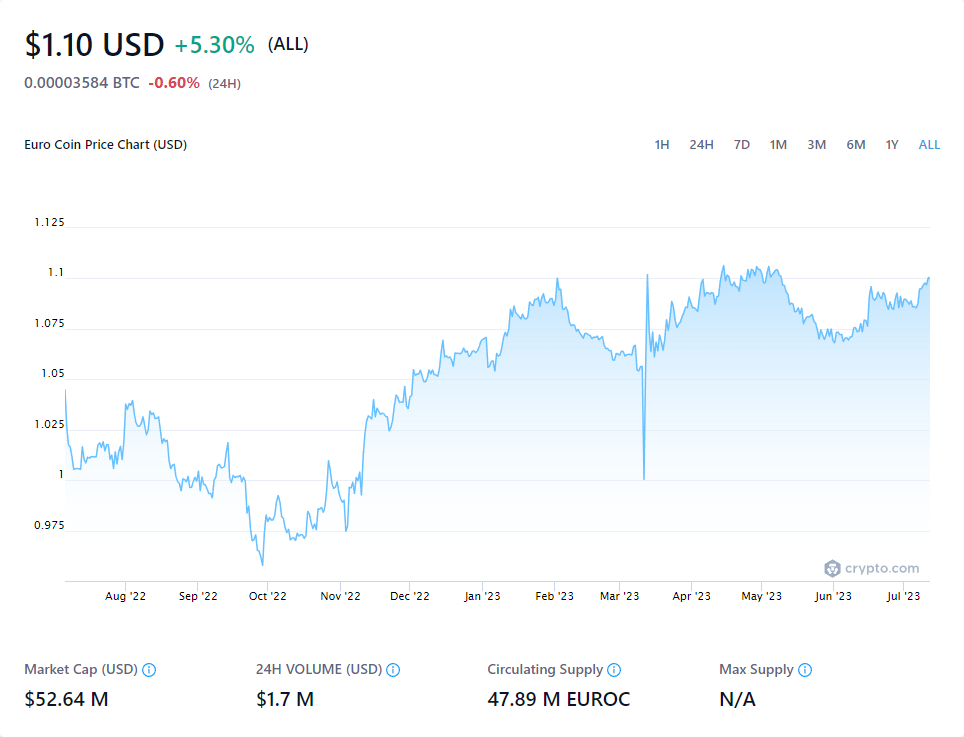 $1.10 USD +5.30% (ALL)
0.00003584 BTC -0.60% (24H)
Euro Coin Price Chart (USD) 1H 24H 7D 1M 3M 6M 1Y ALL
1.125
1.1
1.075
1.05
1.025
1
0.975
crypto.com
Aug '22 Sep '22 Oct '22 Nov '22 Dec '22 Jan '23 Feb '23 Mar '23 Apr '23 May '23 Jun '23 Jul '23
Market Cap (USD) 24H VOLUME (USD) Circulating Supply Max Supply
$52.64 M $1.7 M 47.89 M EUROC N/A